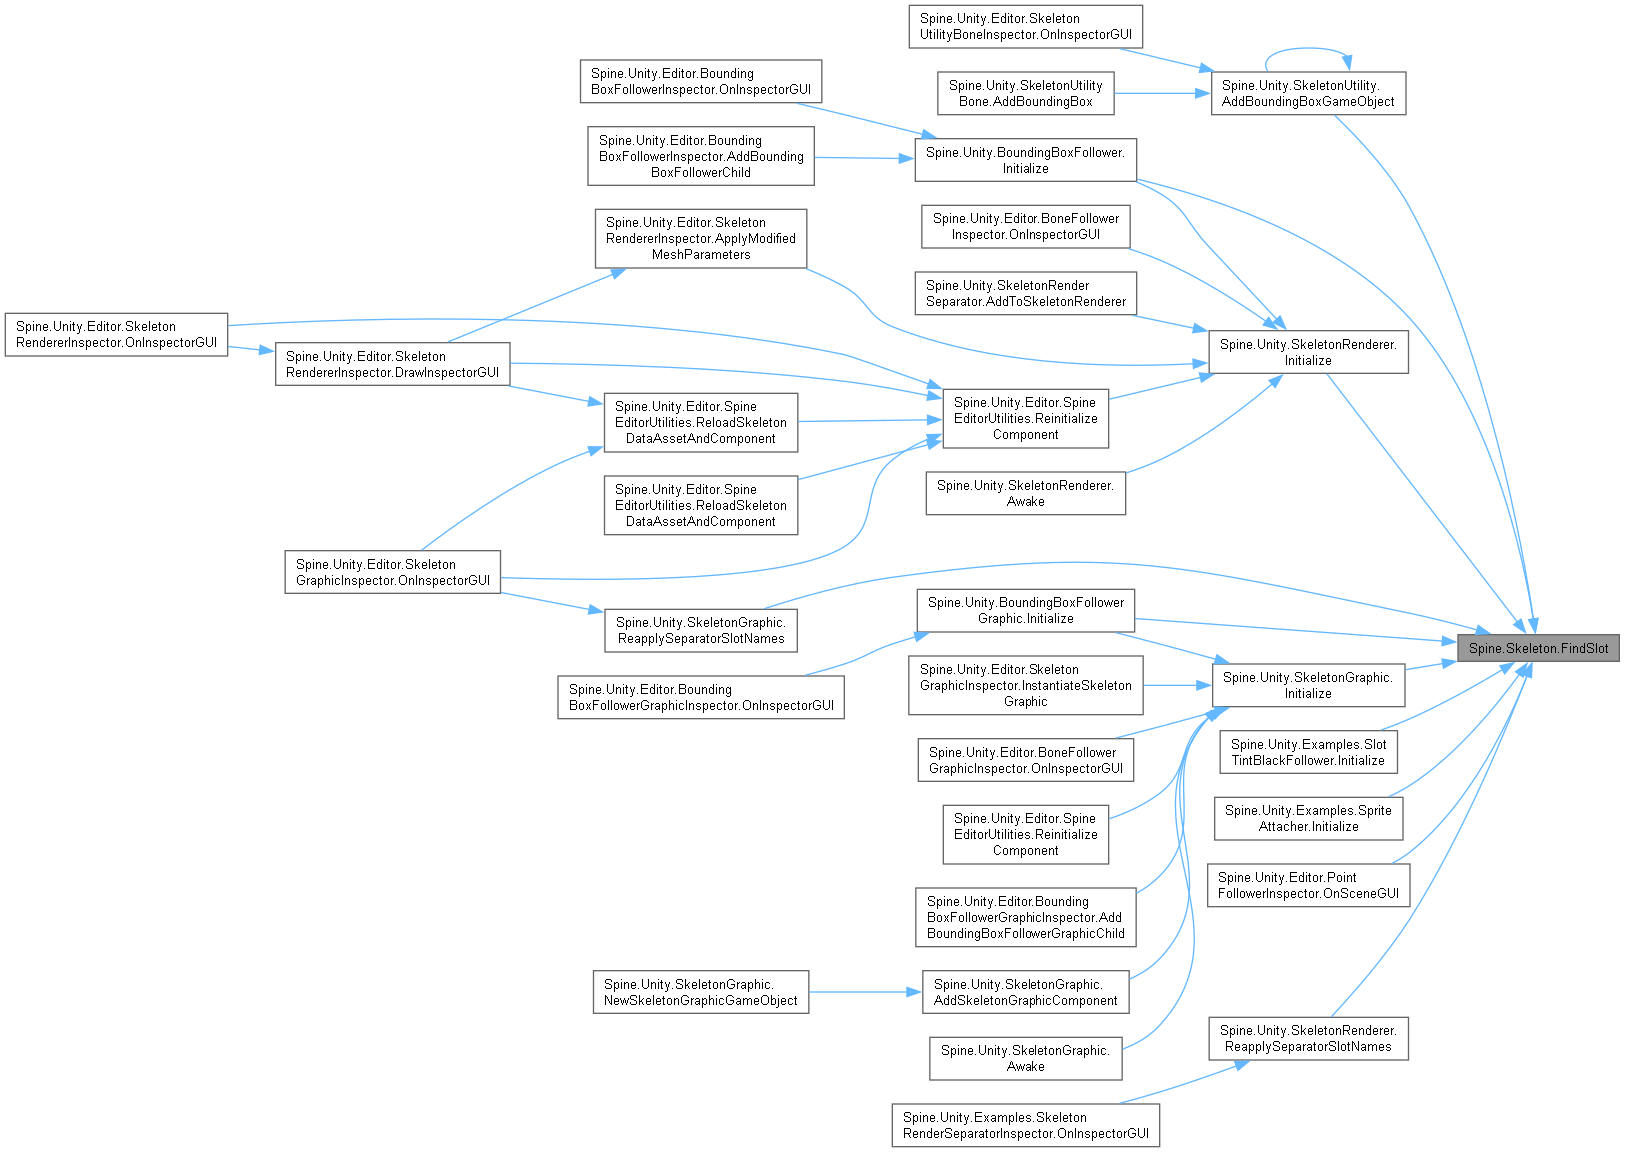 Spine.Unity.Editor.Skeleton
UtilityBoneInspector.OnInspectorGUI
Spine.Unity.Editor.Bounding
BoxFollowerInspector.OnInspectorGUI
Spine.Unity.SkeletonUtility
Bone.AddBoundingBox
Spine.Unity.SkeletonUtility.
AddBoundingBoxGameObject
Spine.Unity.Editor.Bounding
BoxFollowerInspector.AddBounding
BoxFollowerChild
Spine.Unity.BoundingBoxFollower.
Initialize
Spine.Unity.Editor.Skeleton
RendererInspector.ApplyModified
MeshParameters
Spine.Unity.Editor.BoneFollower
Inspector.OnInspectorGUI
Spine.Unity.SkeletonRender
Separator.AddToSkeletonRenderer
Spine.Unity.Editor.Skeleton
RendererInspector.OnInspectorGUI
Spine.Unity.Editor.Skeleton
RendererInspector.DrawInspectorGUI
Spine.Unity.SkeletonRenderer.
Initialize
Spine.Unity.Editor.Spine
EditorUtilities.ReloadSkeleton
DataAssetAndComponent
Spine.Unity.Editor.Spine
EditorUtilities.Reinitialize
Component
Spine.Unity.Editor.Spine
EditorUtilities.ReloadSkeleton
DataAssetAndComponent
Spine.Unity.SkeletonRenderer.
Awake
Spine.Unity.Editor.Skeleton
GraphicInspector.OnInspectorGUI
Spine.Unity.SkeletonGraphic.
ReapplySeparatorSlotNames
Spine.Unity.BoundingBoxFollower
Graphic.Initialize
Spine.Skeleton.FindSlot
Spine.Unity.Editor.Bounding
BoxFollowerGraphicInspector.OnInspectorGUI
Spine.Unity.Editor.Skeleton
GraphicInspector.InstantiateSkeleton
Graphic
Spine.Unity.SkeletonGraphic.
Initialize
Spine.Unity.Editor.BoneFollower
GraphicInspector.OnInspectorGUI
Spine.Unity.Examples.Slot
TintBlackFollower.Initialize
Spine.Unity.Editor.Spine
EditorUtilities.Reinitialize
Component
Spine.Unity.Examples.Sprite
Attacher.Initialize
Spine.Unity.Editor.Point
FollowerInspector.OnSceneGUI
Spine.Unity.Editor.Bounding
BoxFollowerGraphicInspector.Add
BoundingBoxFollowerGraphicChild
Spine.Unity.SkeletonGraphic.
NewSkeletonGraphicGameObject
Spine.Unity.SkeletonGraphic.
AddSkeletonGraphicComponent
Spine.Unity.SkeletonGraphic.
Awake
Spine.Unity.SkeletonRenderer.
ReapplySeparatorSlotNames
Spine.Unity.Examples.Skeleton
RenderSeparatorInspector.OnInspectorGUI